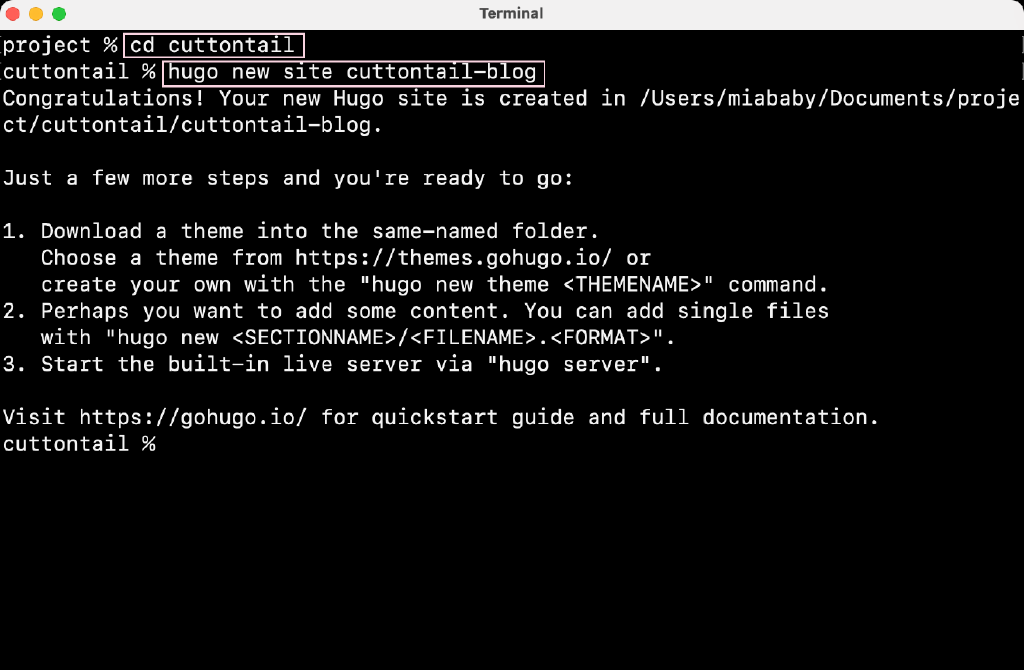 Terminal
project % cd cuttontail
cuttontail % hugo new site cuttontail-blog
Congratulations! Your new Hugo site is created in /Users/miababy/Documents/proje
ct/cuttontail/cuttontail-blog.
Just a few more steps and you're ready to go:
1. Download a theme into the same-named folder.
   Choose a theme from https://themes.gohugo.io/ or
   create your own with the "hugo new theme <THEMENAME>" command.
2. Perhaps you want to add some content. You can add single files
   with "hugo new <SECTIONNAME>/<FILENAME>.<FORMAT>".
3. Start the built-in live server via "hugo server".
Visit https://gohugo.io/ for quickstart guide and full documentation.
cuttontail %